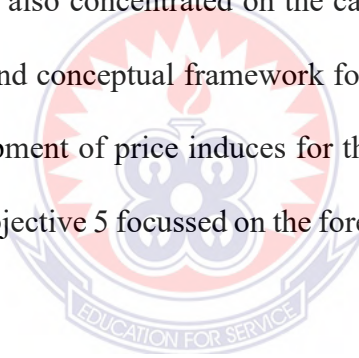 also concentrated on the ca
nd conceptual framework fo
pment of price induces for th
jective 5 focussed on the for
EDUCATION FOR SERVICE